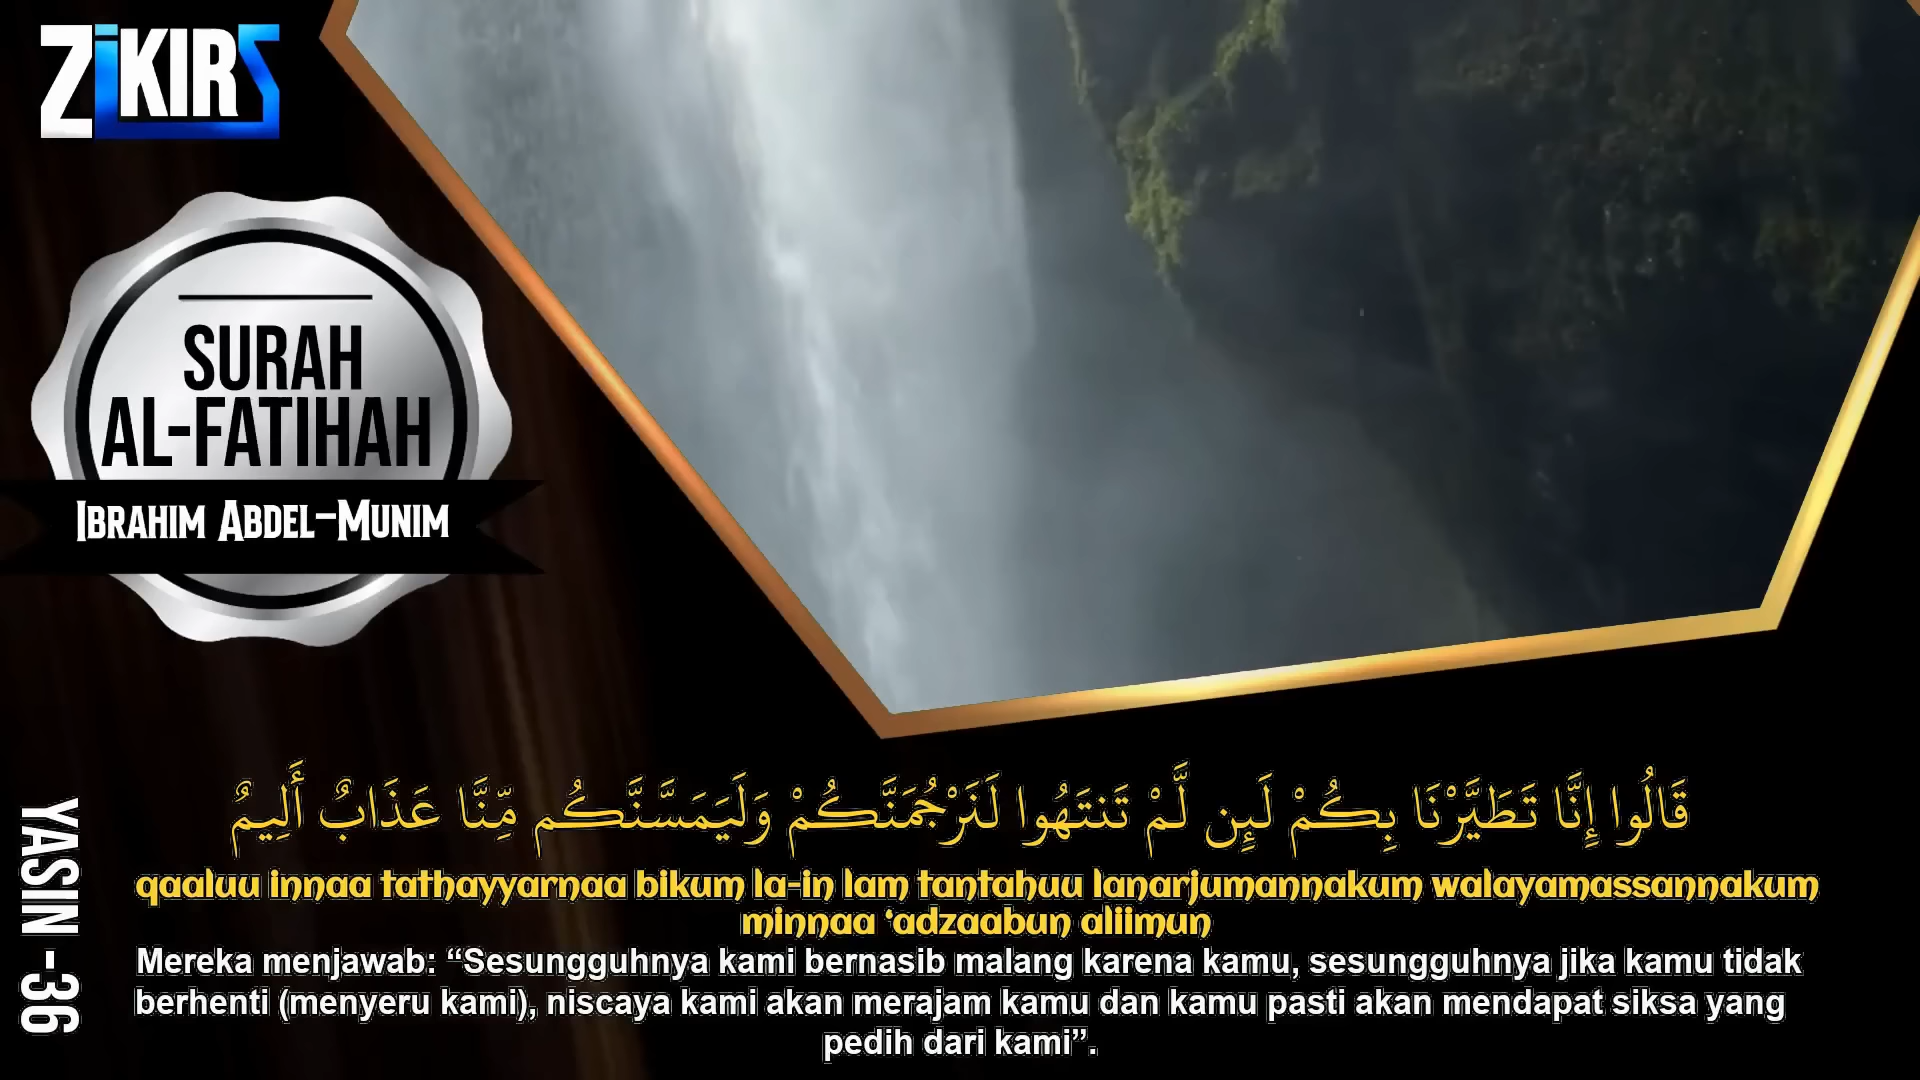 ZiKIRS
SURAH
AL-FATIHAH
IBRAHIM ABDEL-MUNIM
YASIN -36
قَالُوا إِنَّا تَطَيَّرْنَا بِكُمْ لَئِن لَّمْ تَنتَهُوا لَنَرْجُمَنَّكُمْ وَلَيَمَسَّنَّكُم مِّنَّا عَذَابٌ أَلِيمٌ
qaaluu innaa tathayyarnaa bikum la-in lam tantahuu lanarjumannakum walayamassannakum
minnaa ‘adzaabun aliimun
Mereka menjawab: “Sesungguhnya kami bernasib malang karena kamu, sesungguhnya jika kamu tidak
berhenti (menyeru kami), niscaya kami akan merajam kamu dan kamu pasti akan mendapat siksa yang
pedih dari kami”.